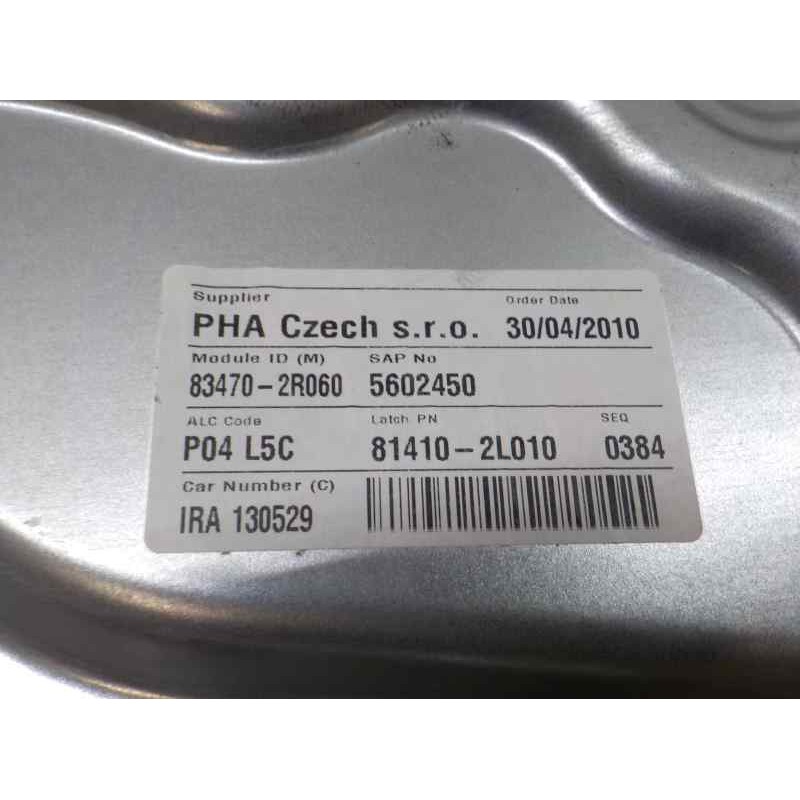 Supplier Order Date
PHA Czech s.r.o. 30/04/2010
Module ID (M) SAP No
83470-2R060 5602450
ALC Code Latch PN SEQ
P04 L5C 81410-2L010 0384
Car Number (C)
IRA 130529